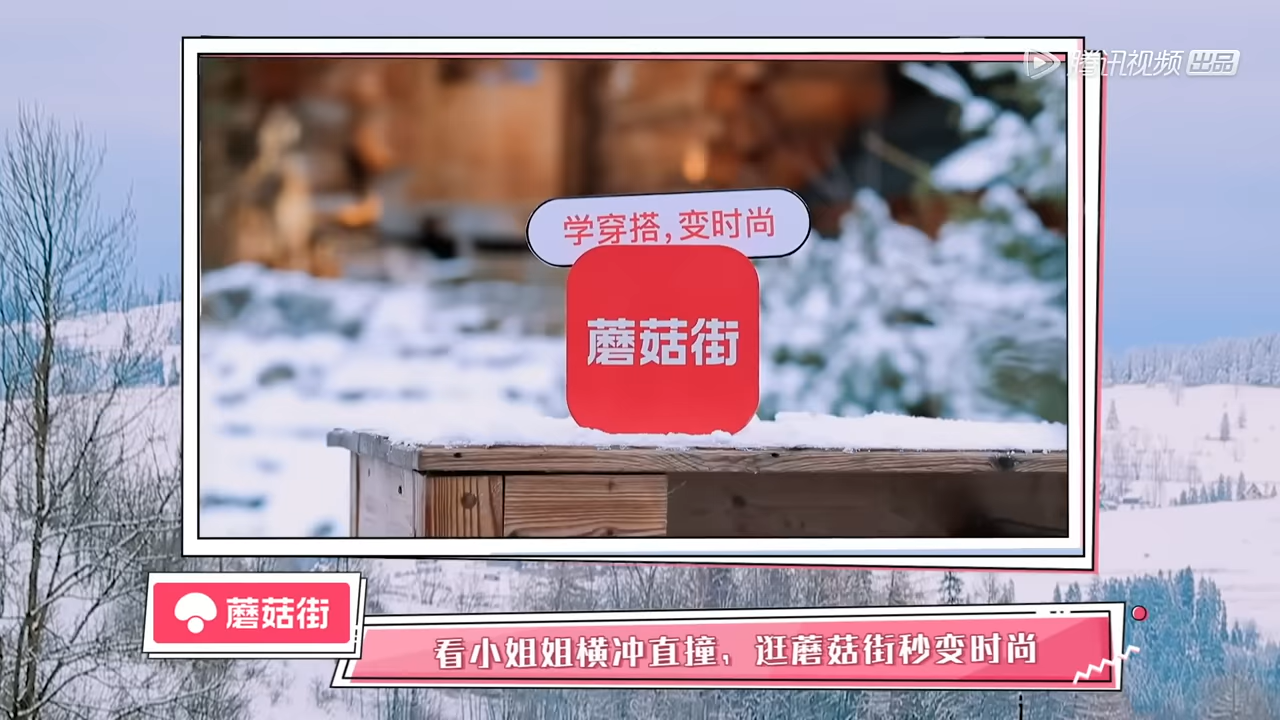 腾讯视频 出品
学穿搭,变时尚
蘑菇街
蘑菇街
看小姐姐横冲直撞、逛蘑菇街秒变时尚